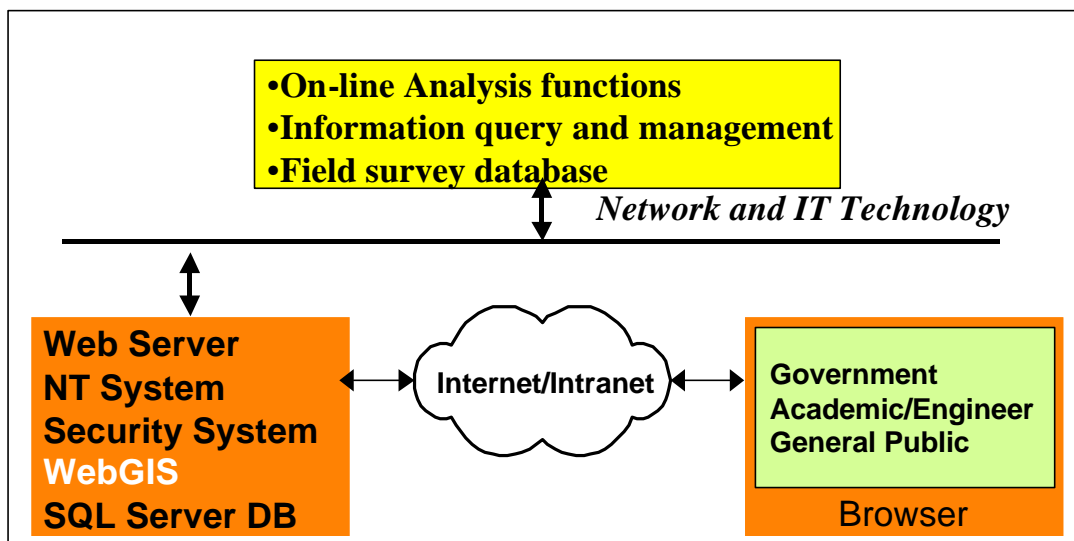 •On-line Analysis functions
•Information query and management
•Field survey database
Network and IT Technology
Web Server
NT System
Security System
WebGIS
SQL Server DB
Internet/Intranet
Government
Academic/Engineer
General Public
Browser